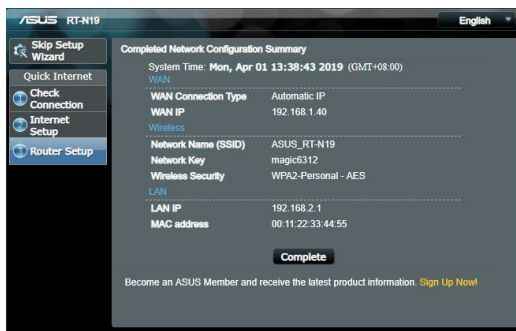 /SUS RT-N19
English
Skip Setup
Wizard
Quick Internet
Check
Connection
Internet
Setup
Router Setup
Completed Network Configuration Summary
System Time: Mon, Apr 01 13:38:43 2019 (GMT+08:00)
WAN
WAN Connection Type Automatic IP
WAN IP 192.168.1.40
Wireless
Network Name (SSID) ASUS_RT-N19
Network Key magic6312
Wireless Security WPA2-Personal - AES
LAN
LAN IP 192.168.2.1
MAC address 00:11:22:33:44:55
Complete
Become an ASUS Member and receive the latest product information. Sign Up Now!